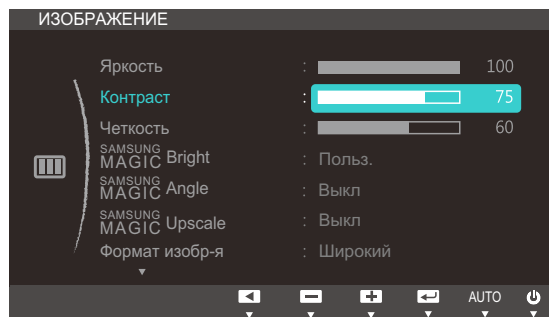 ИЗОБРАЖЕНИЕ
Яркость : 100
Контраст : 75
Четкость : 60
SAMSUNG MAGIC Bright : Польз.
SAMSUNG MAGIC Angle : Выкл
SAMSUNG MAGIC Upscale : Выкл
Формат изобр-я : Широкий
AUTO